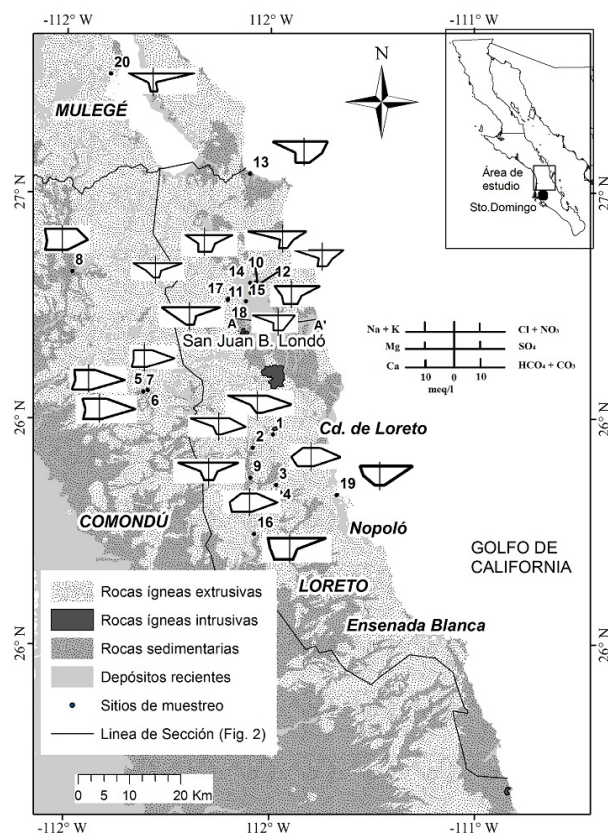 -112° W
-112° W
-111° W
20
MULEGÉ
N
13
27° N
Área de
estudio
Sto.Domingo
27° N
8
10
14
12
17
11
15
18
A
A'
San Juan B. Londó
Na + K
Cl + NO₃
Mg
SO₄
Ca
HCO₄ + CO₃
10
0
10
meq/l
5
7
6
26° N
26° N
1
Cd. de Loreto
2
9
3
4
19
COMONDÚ
16
Nopoló
GOLFO DE
CALIFORNIA
LORETO
Ensenada Blanca
Rocas ígneas extrusivas
Rocas ígneas intrusivas
Rocas sedimentarias
Depósitos recientes
Sitios de muestreo
Linea de Sección (Fig. 2)
26° N
26° N
0
5
10
20 Km
-112° W
-112° W
-111° W